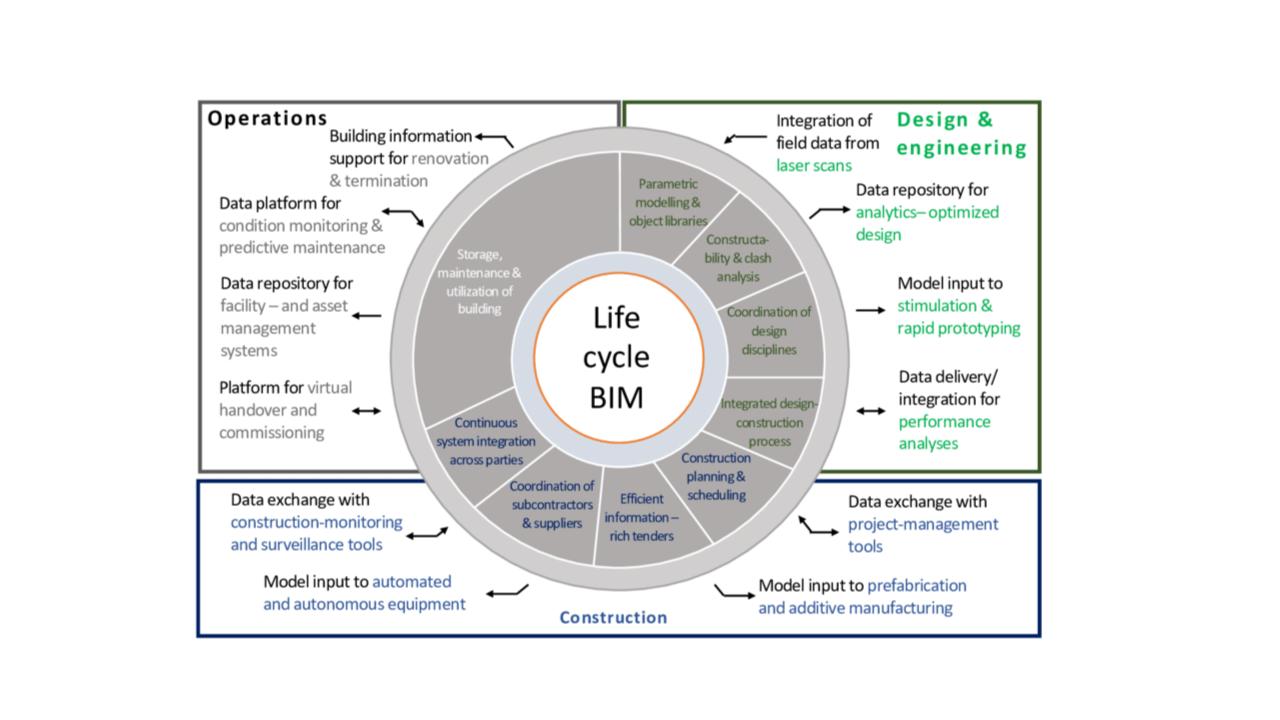 Operations
Building information
support for renovation
& termination
Data platform for
condition monitoring &
predictive maintenance
Data repository for
facility – and asset
management
systems
Platform for virtual
handover and
commissioning
Design &
engineering
Integration of
field data from
laser scans
Data repository for
analytics– optimized
design
Model input to
stimulation &
rapid prototyping
Data delivery/
integration for
performance
analyses
Storage,
maintenance &
utilization of
building
Parametric
modelling &
object libraries
Constructa-
bility & clash
analysis
Coordination of
design
disciplines
Integrated design-
construction
process
Construction
planning &
scheduling
Efficient
information –
rich tenders
Coordination of
subcontractors
& suppliers
Continuous
system integration
across parties
Life
cycle
BIM
Data exchange with
construction-monitoring
and surveillance tools
Model input to automated
and autonomous equipment
Construction
Data exchange with
project-management
tools
Model input to prefabrication
and additive manufacturing